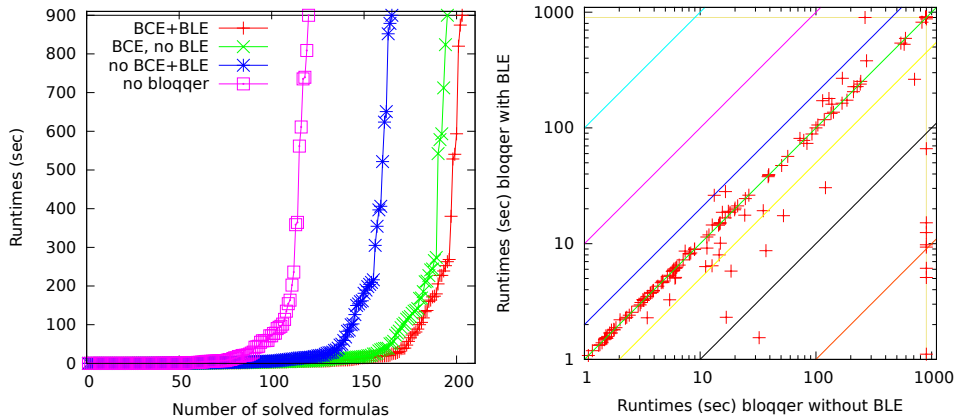 900
800
700
600
500
400
300
200
100
0
Runtimes (sec)
BCE+BLE
BCE, no BLE
no BCE+BLE
no bloqqer
0 50 100 150 200
Number of solved formulas
1000
100
10
1
Runtimes (sec) bloqqer with BLE
1 10 100 1000
Runtimes (sec) bloqqer without BLE